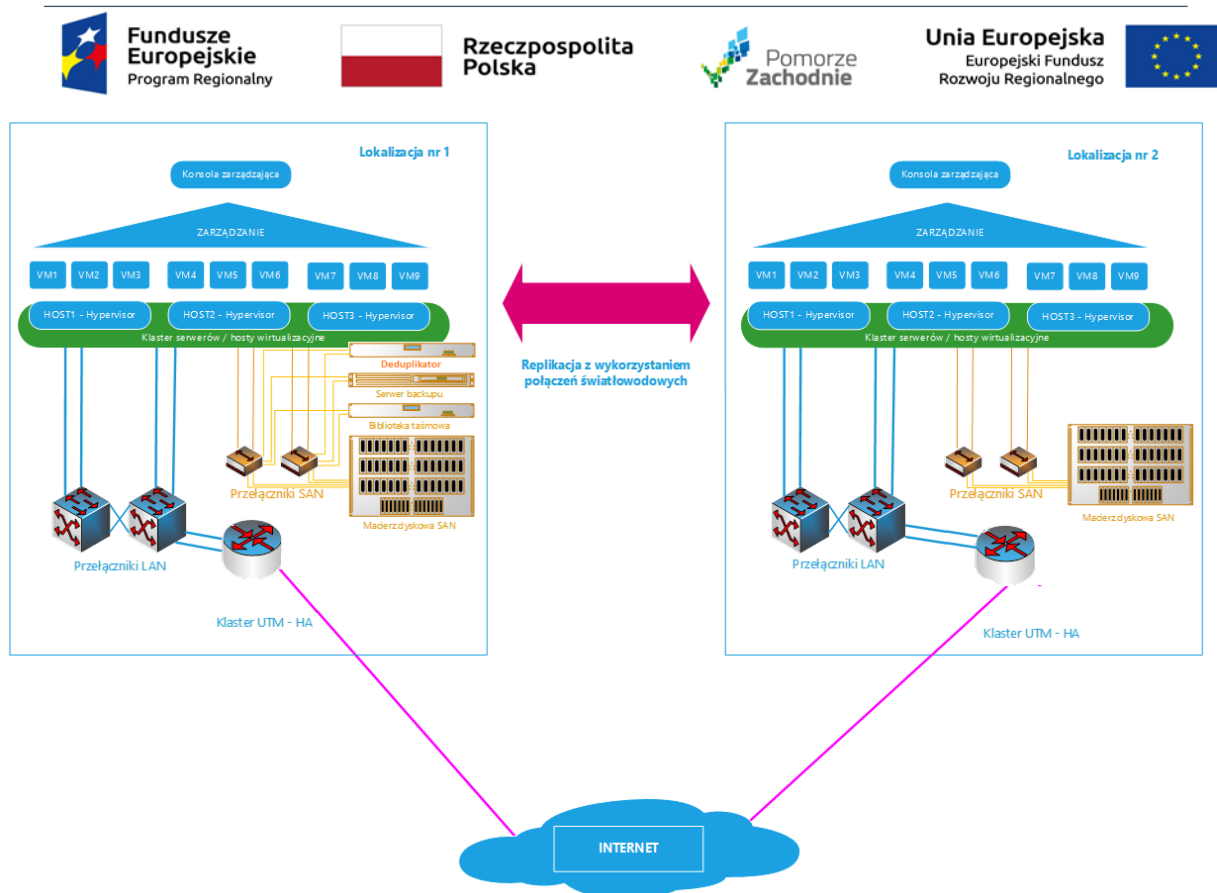 Fundusze
Europejskie
Program Regionalny
Rzeczpospolita
Polska
Pomorze
Zachodnie
Unia Europejska
Europejski Fundusz
Rozwoju Regionalnego
Lokalizacja nr 1
Konsola zarządzająca
ZARZĄDZANIE
VM1 VM2 VM3 VM4 VM5 VM6 VM7 VM8 VM9
HOST1 - Hypervisor HOST2 - Hypervisor HOST3 - Hypervisor
Klaster serwerów / hosty wirtualizacyjne
Deduplikator
Serwer backupu
Biblioteka taśmowa
Przełączniki SAN
Macierz dyskowa SAN
Przełączniki LAN
Klaster UTM - HA
Replikacja z wykorzystaniem
połączeń światłowodowych
Lokalizacja nr 2
Konsola zarządzająca
ZARZĄDZANIE
VM1 VM2 VM3 VM4 VM5 VM6 VM7 VM8 VM9
HOST1 - Hypervisor HOST2 - Hypervisor HOST3 - Hypervisor
Klaster serwerów / hosty wirtualizacyjne
Przełączniki SAN
Macierz dyskowa SAN
Przełączniki LAN
Klaster UTM - HA
INTERNET